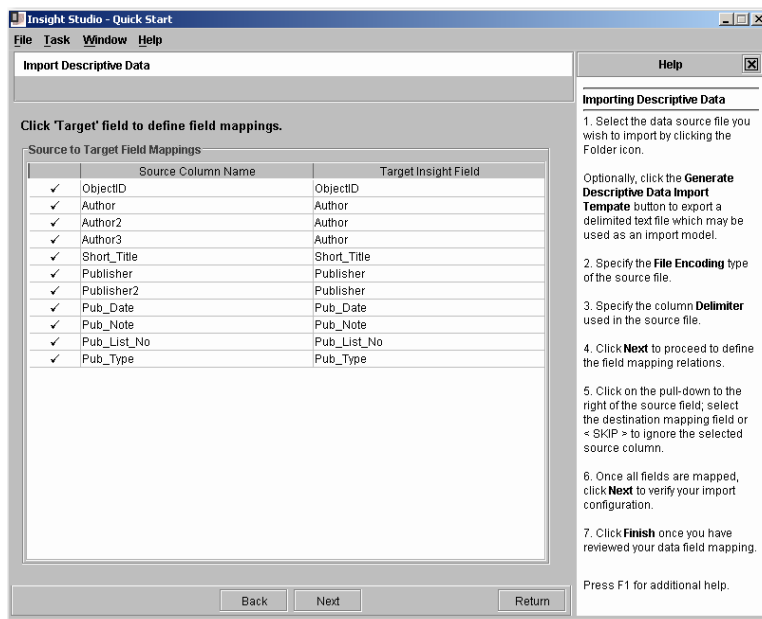 Insight Studio - Quick Start
File Task Window Help
Import Descriptive Data
Click 'Target' field to define field mappings.
Source to Target Field Mappings
Source Column Name Target Insight Field
✓ ObjectID ObjectID
✓ Author Author
✓ Author2 Author
✓ Author3 Author
✓ Short_Title Short_Title
✓ Publisher Publisher
✓ Publisher2 Publisher
✓ Pub_Date Pub_Date
✓ Pub_Note Pub_Note
✓ Pub_List_No Pub_List_No
✓ Pub_Type Pub_Type
Back Next Return
Help
Importing Descriptive Data
1. Select the data source file you
wish to import by clicking the
Folder icon.
Optionally, click the Generate
Descriptive Data Import
Tempate button to export a
delimited text file which may be
used as an import model.
2. Specify the File Encoding type
of the source file.
3. Specify the column Delimiter
used in the source file.
4. Click Next to proceed to define
the field mapping relations.
5. Click on the pull-down to the
right of the source field; select
the destination mapping field or
< SKIP > to ignore the selected
source column.
6. Once all fields are mapped,
click Next to verify your import
configuration.
7. Click Finish once you have
reviewed your data field mapping.
Press F1 for additional help.